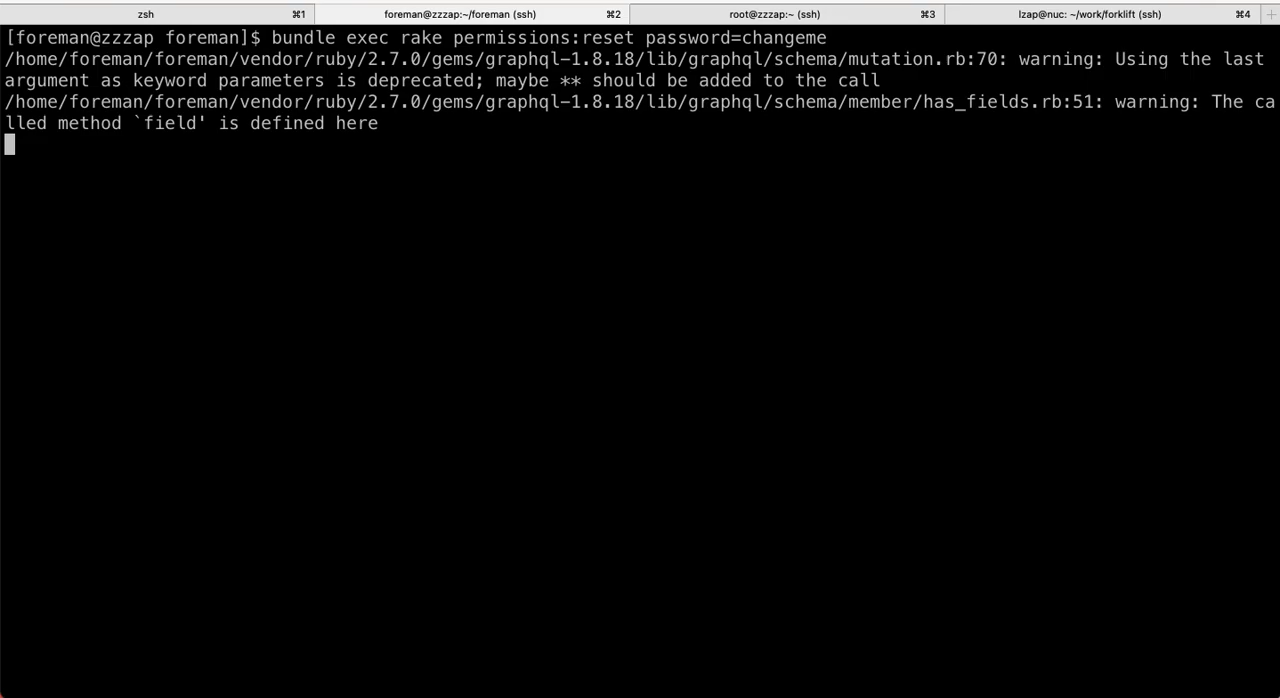 zsh ⌘1 foreman@zzzap:~/foreman (ssh) ⌘2 root@zzzap:~ (ssh) ⌘3 lzap@nuc: ~/work/forklift (ssh) ⌘4 +
[foreman@zzzap foreman]$ bundle exec rake permissions:reset password=changeme
/home/foreman/foreman/vendor/ruby/2.7.0/gems/graphql-1.8.18/lib/graphql/schema/mutation.rb:70: warning: Using the last
argument as keyword parameters is deprecated; maybe ** should be added to the call
/home/foreman/foreman/vendor/ruby/2.7.0/gems/graphql-1.8.18/lib/graphql/schema/member/has_fields.rb:51: warning: The ca
lled method `field' is defined here